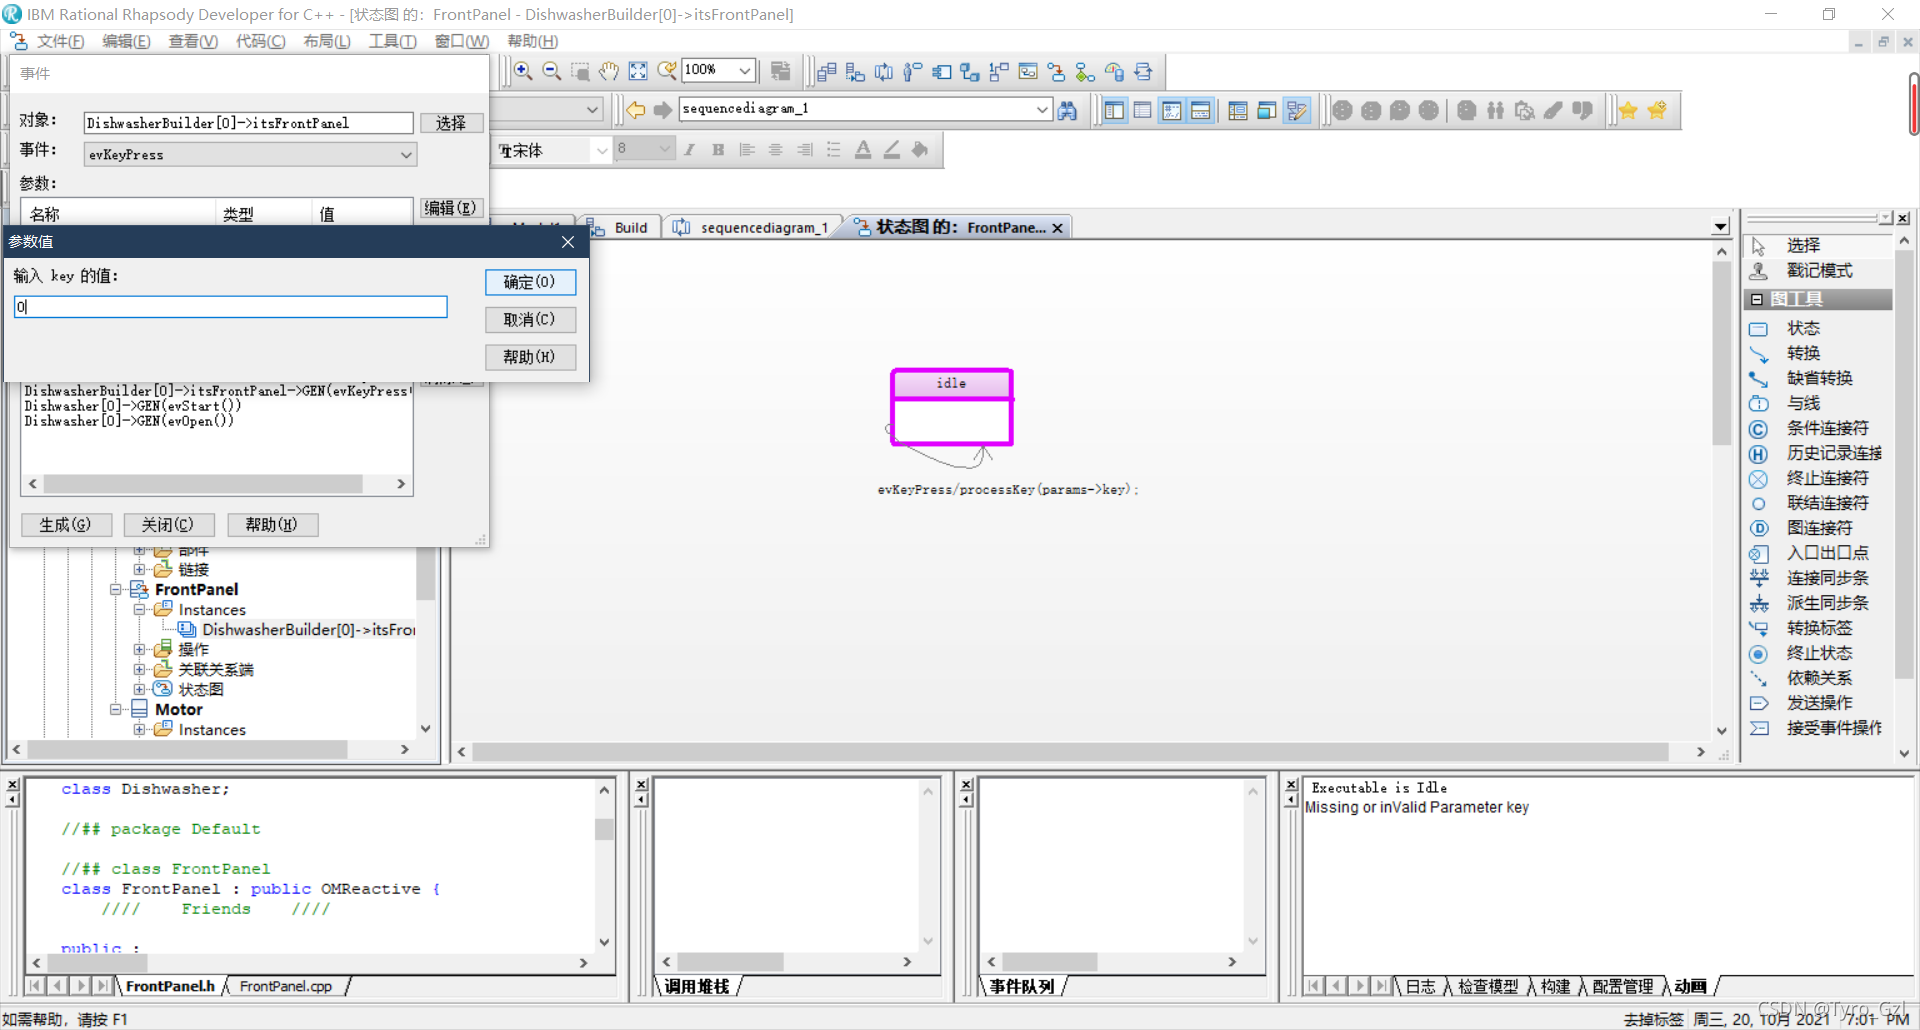 IBM Rational Rhapsody Developer for C++ - [状态图 的：FrontPanel - DishwasherBuilder[0]->itsFrontPanel]
文件(F) 编辑(E) 查看(V) 代码(C) 布局(L) 工具(T) 窗口(W) 帮助(H)
事件
100%
对象：
DishwasherBuilder[0]->itsFrontPanel
选择
sequencediagram_1
事件：
evKeyPress
宋体
8
参数：
名称 类型 值
编辑(E)
Build
sequencediagram_1
状态图 的：FrontPane...
参数值
输入 key 的值：
0
确定(O)
取消(C)
帮助(H)
DishwasherBuilder[0]->itsFrontPanel->GEN(evKeyPress
Dishwasher[0]->GEN(evStart())
Dishwasher[0]->GEN(evOpen())
生成(G) 关闭(C) 帮助(H)
idle
evKeyPress/processKey(params->key);
选择
戳记模式
图工具
状态
转换
缺省转换
与线
条件连接符
历史记录连接
终止连接符
联结连接符
图连接符
入口出口点
连接同步条
派生同步条
转换标签
终止状态
依赖关系
发送操作
接受事件操作
部件
链接
FrontPanel
Instances
DishwasherBuilder[0]->itsFro
操作
关联关系端
状态图
Motor
Instances
class Dishwasher;
//## package Default
//## class FrontPanel
class FrontPanel : public OMReactive {
////    Friends    ////
public :
FrontPanel.h FrontPanel.cpp
调用堆栈
事件队列
Executable is Idle
Missing or inValid Parameter key
日志 检查模型 构建 配置管理 动画
如需帮助，请按 F1
去掉标签 周三, 20, 10月 2021 7:01 PM
CSDN @Tyro_Gzl